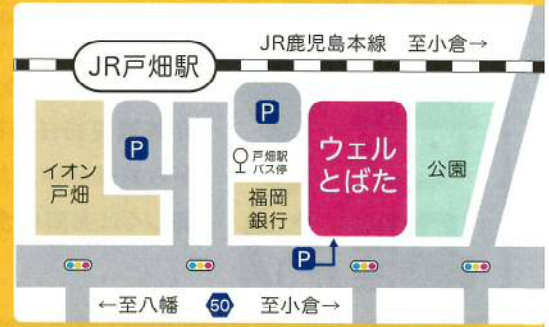 JR鹿児島本線 至小倉→
JR戸畑駅
P
P
イオン
戸畑
戸畑駅
バス停
福岡
銀行
ウェル
とばた
公園
P
←至八幡 50 至小倉→